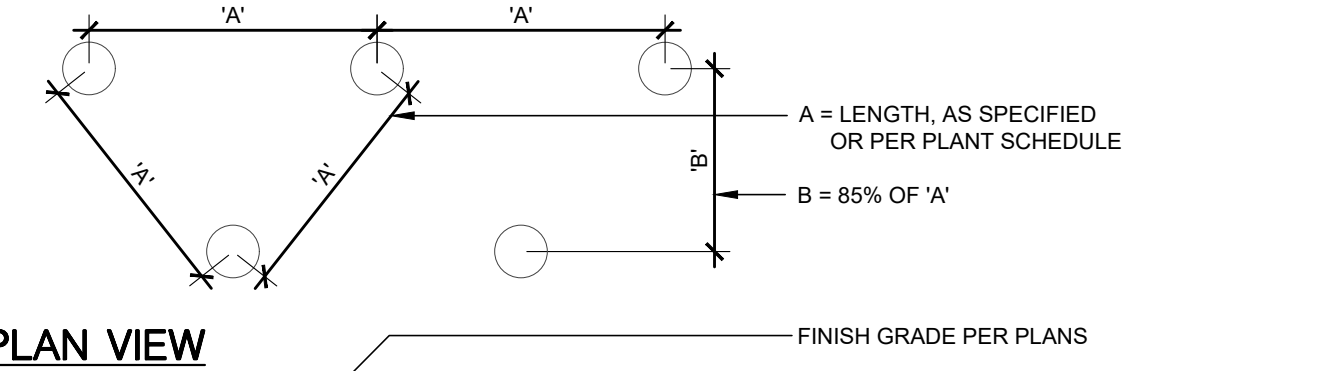 'A'
'A'
A = LENGTH, AS SPECIFIED
OR PER PLANT SCHEDULE
'A'
'A'
'B'
B = 85% OF 'A'
PLAN VIEW
FINISH GRADE PER PLANS